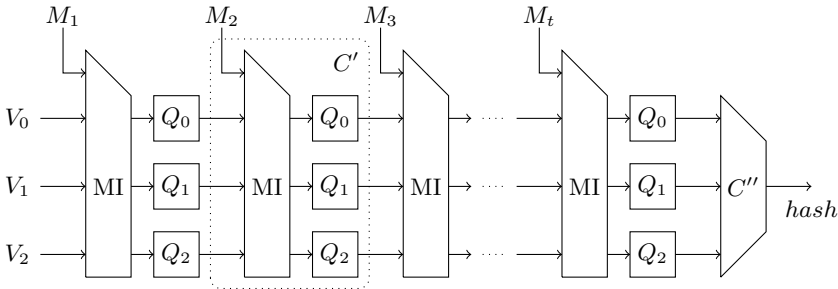 M₁ M₂ M₃ Mₜ
C′
V₀ Q₀ Q₀ ····· Q₀
V₁ MI Q₁ MI Q₁ MI ····· MI Q₁ C″
hash
V₂ Q₂ Q₂ ····· Q₂